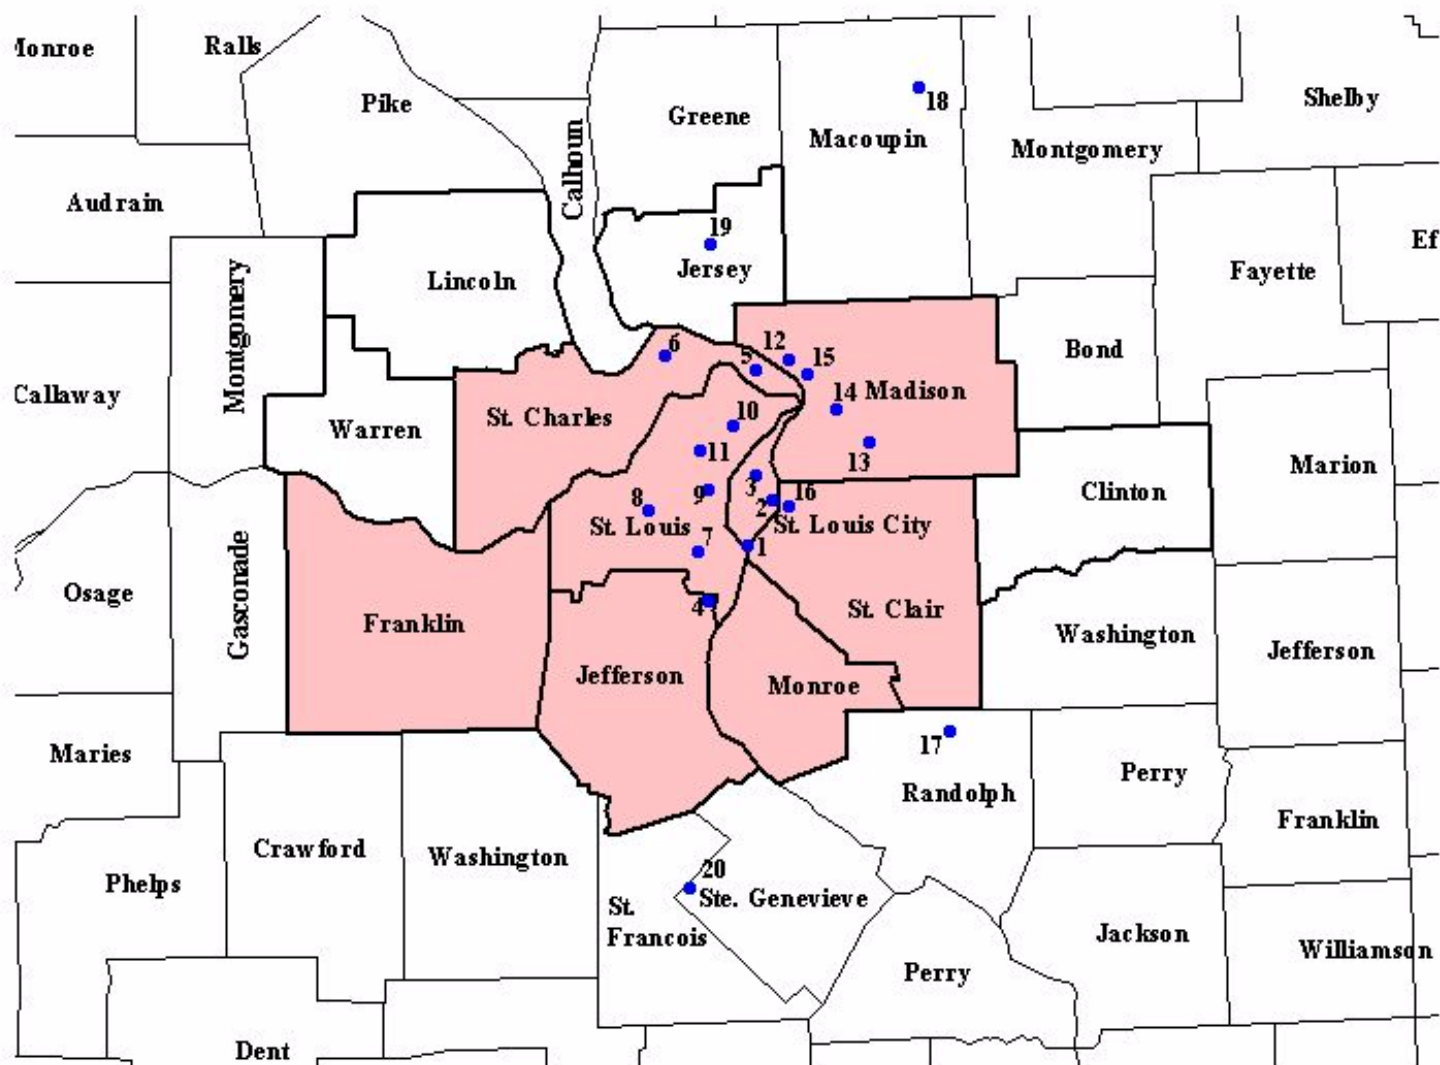 Monroe
Ralls
Pike
Calhoun
Greene
Macoupin
18
Montgomery
Shelby
Audrain
Montgomery
Lincoln
19
Jersey
Fayette
Ef
Callaway
Warren
St. Charles
6
5
12
15
14
Madison
13
Bond
10
11
8
9
3
2
16
St. Louis
St. Louis City
7
1
4
Clinton
Marion
Osage
Gasconade
Franklin
Jefferson
Monroe
St. Clair
Washington
Jefferson
Maries
17
Randolph
Perry
Franklin
Crawford
Washington
Phelps
20
Ste. Genevieve
St.
Francois
Perry
Jackson
Williamson
Dent